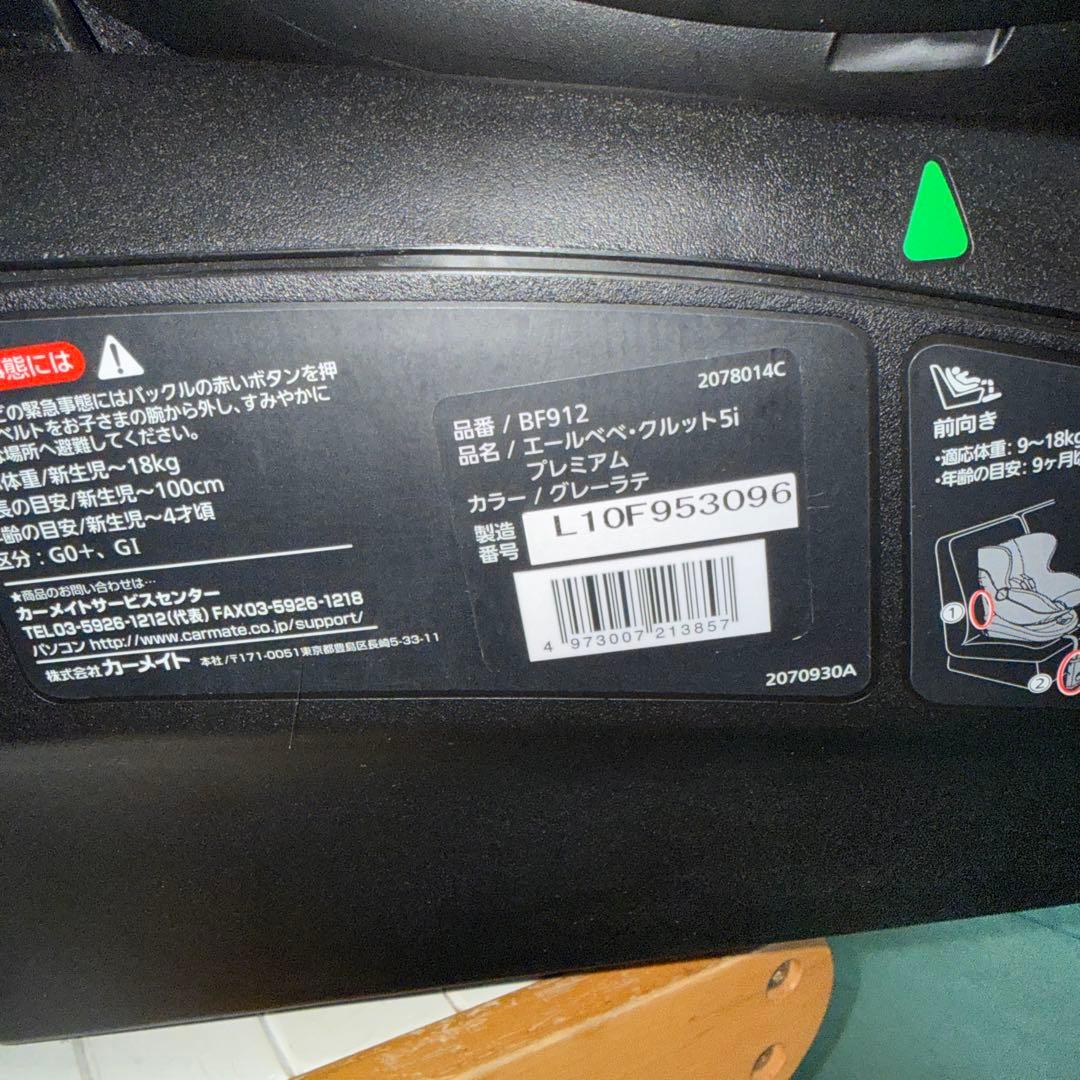 態には
の緊急事態にはバックルの赤いボタンを押
ベルトをお子さまの腕から外し、すみやかに
な場所へ避難してください。
体重/新生児～18kg
長の目安/新生児～100cm
齢の目安/新生児～4才頃
区分：G0+、GI
★商品のお問い合わせは…
カーメイトサービスセンター
TEL03-5926-1212(代表) FAX03-5926-1218
パソコン http://www.carmate.co.jp/support/
株式会社 カーメイト 本社/〒171-0051東京都豊島区長崎5-33-11
2078014C
品番 / BF912
品名 / エールベベ・クルット5i
プレミアム
カラー / グレーラテ
製造
番号
L10F953096
4 973007 213857
2070930A
前向き
・適応体重：9～18kg
・年齢の目安：9ヶ月
1
2